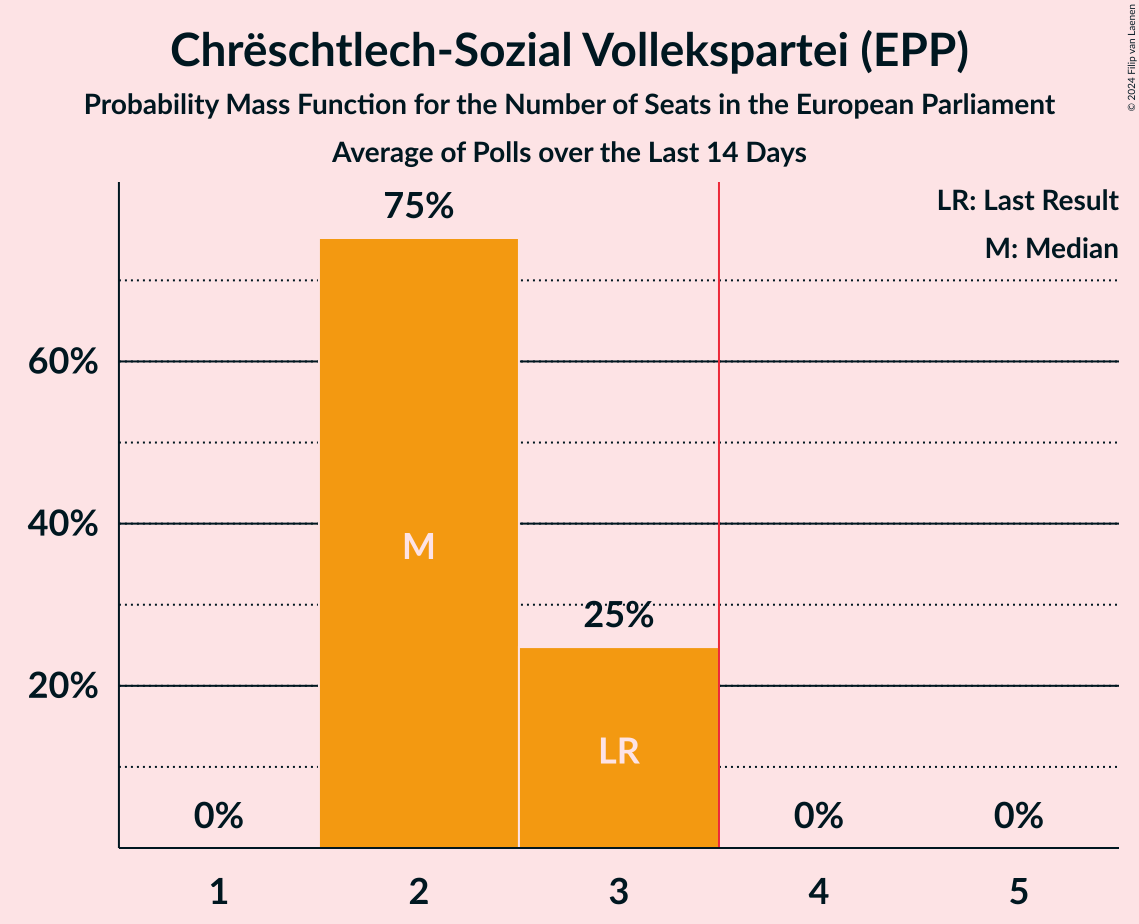 Chrëschtlech-Sozial Vollekspartei (EPP)
Probability Mass Function for the Number of Seats in the European Parliament
Average of Polls over the Last 14 Days
© 2024 Filip van Laenen
LR: Last Result
M: Median
75%
60%
40%
M
25%
20%
LR
0%
0%
0%
1
2
3
4
5